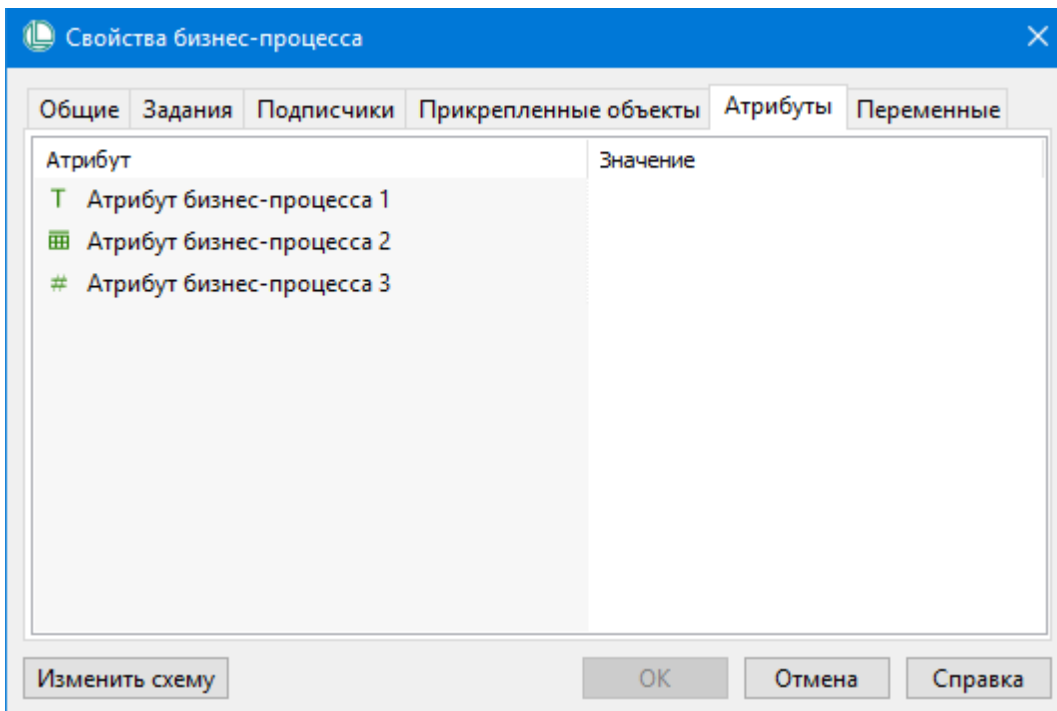 Свойства бизнес-процесса
Общие Задания Подписчики Прикрепленные объекты Атрибуты Переменные
Атрибут Значение
T Атрибут бизнес-процесса 1
Атрибут бизнес-процесса 2
# Атрибут бизнес-процесса 3
Изменить схему ОК Отмена Справка